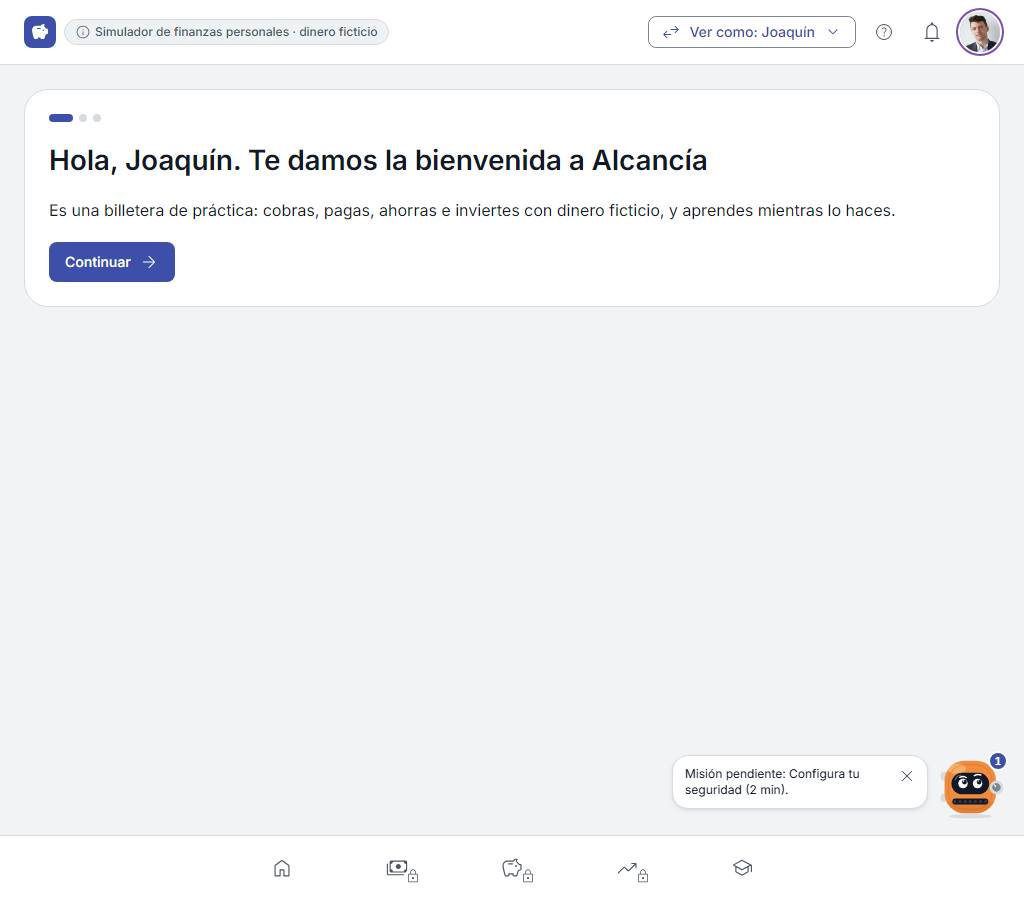 Simulador de finanzas personales · dinero ficticio
Ver como: Joaquín
Hola, Joaquín. Te damos la bienvenida a Alcancía
Es una billetera de práctica: cobras, pagas, ahorras e inviertes con dinero ficticio, y aprendes mientras lo haces.
Continuar
1
Misión pendiente: Configura tu
seguridad (2 min).